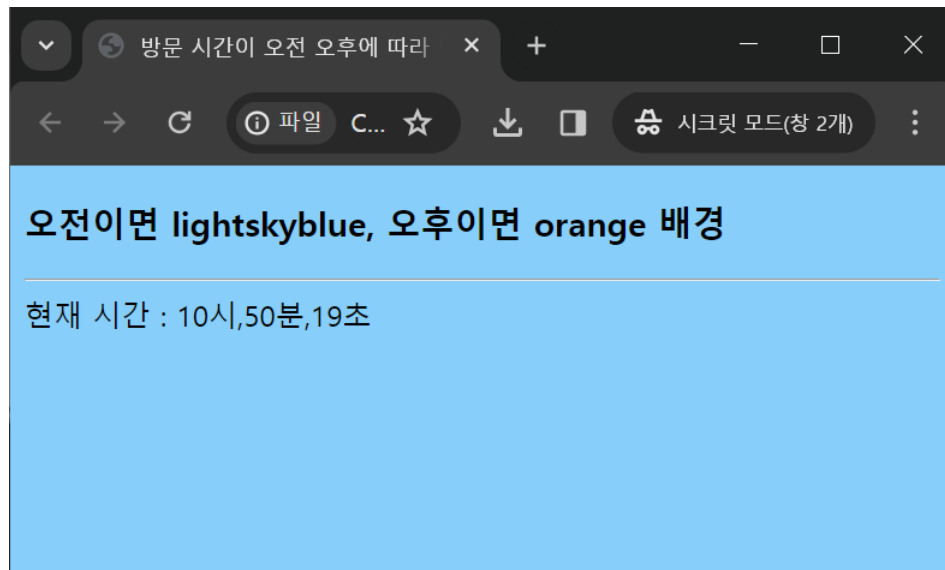 방문 시간이 오전 오후에 따라
파일 C... 시크릿 모드(창 2개)
오전이면 lightskyblue, 오후이면 orange 배경
현재 시간 : 10시,50분,19초